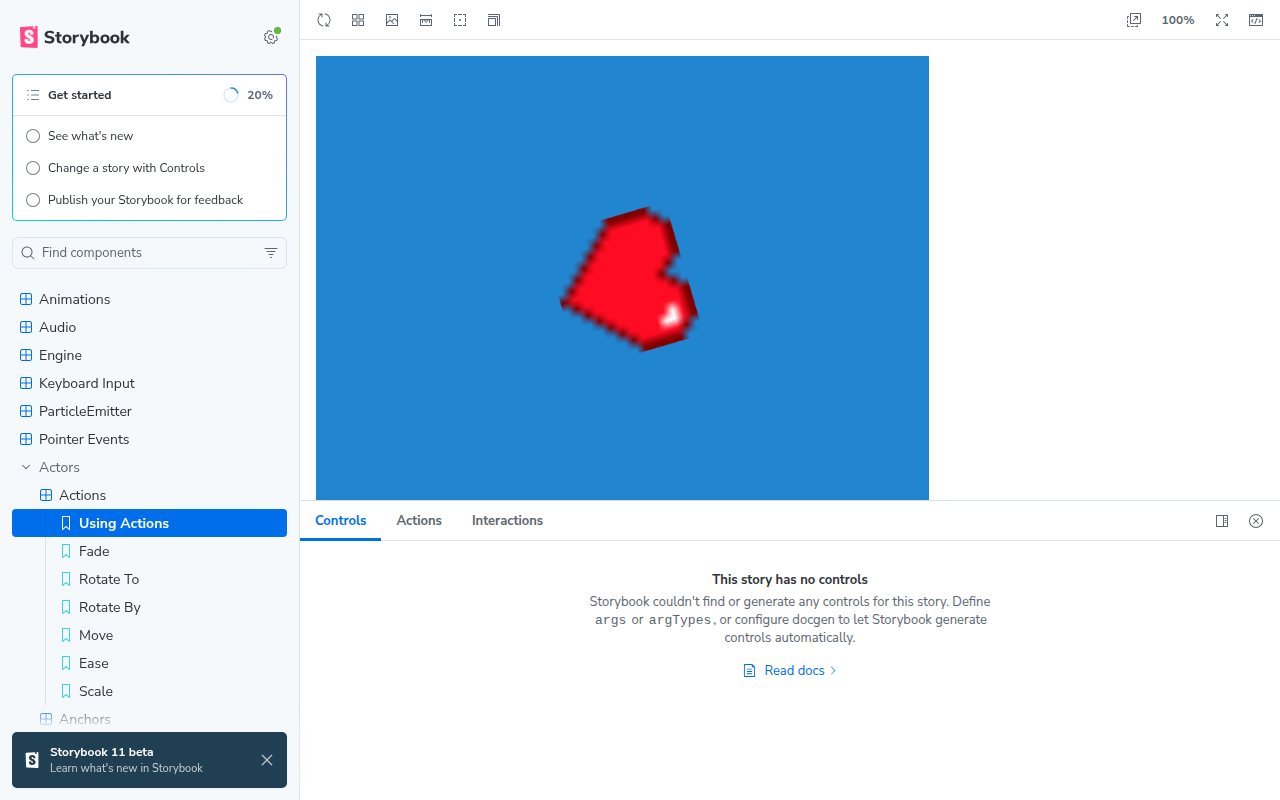 Storybook
100%
Get started
20%
See what's new
Change a story with Controls
Publish your Storybook for feedback
Find components
Animations
Audio
Engine
Keyboard Input
ParticleEmitter
Pointer Events
Actors
Actions
Using Actions
Fade
Rotate To
Rotate By
Move
Ease
Scale
Anchors
Storybook 11 beta
Learn what's new in Storybook
Controls
Actions
Interactions
This story has no controls
Storybook couldn't find or generate any controls for this story. Define
args or argTypes, or configure docgen to let Storybook generate
controls automatically.
Read docs